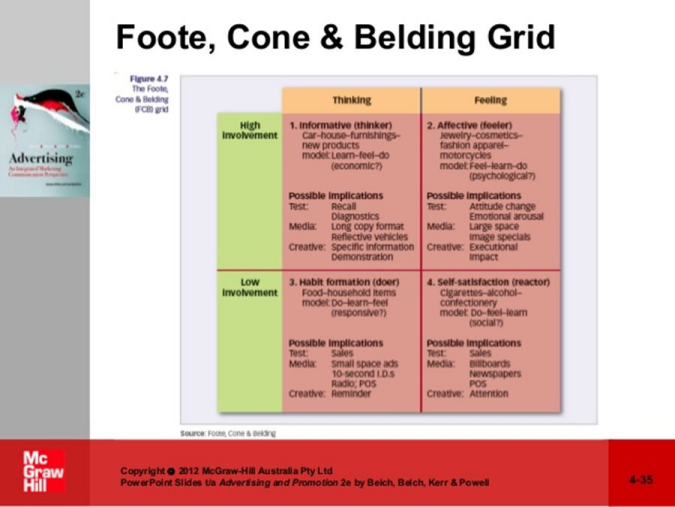 Foote, Cone & Belding Grid
Figure 4.7
The Foote,
Cone & Belding
(FCB) grid
2e
Advertising
An Integrated Marketing
Communication Perspective
Thinking
Feeling
High
Involvement
1. Informative (thinker)
Car–house–furnishings–
new products
model: Learn–feel–do
(economic?)
Possible implications
Test: Recall
Diagnostics
Media: Long copy format
Reflective vehicles
Creative: Specific information
Demonstration
2. Affective (feeler)
Jewelry–cosmetics–
fashion apparel–
motorcycles
model: Feel–learn–do
(psychological?)
Possible implications
Test: Attitude change
Emotional arousal
Media: Large space
Image specials
Creative: Executional
Impact
Low
Involvement
3. Habit formation (doer)
Food–household items
model: Do–learn–feel
(responsive?)
Possible implications
Test: Sales
Media: Small space ads
10-second I.D.s
Radio; POS
Creative: Reminder
4. Self-satisfaction (reactor)
Cigarettes–alcohol–
confectionery
model: Do–feel–learn
(social?)
Possible implications
Test: Sales
Media: Billboards
Newspapers
POS
Creative: Attention
Source: Foote, Cone & Belding
Mc
Graw
Hill
Copyright © 2012 McGraw-Hill Australia Pty Ltd
PowerPoint Slides t/a Advertising and Promotion 2e by Belch, Belch, Kerr & Powell
4-35